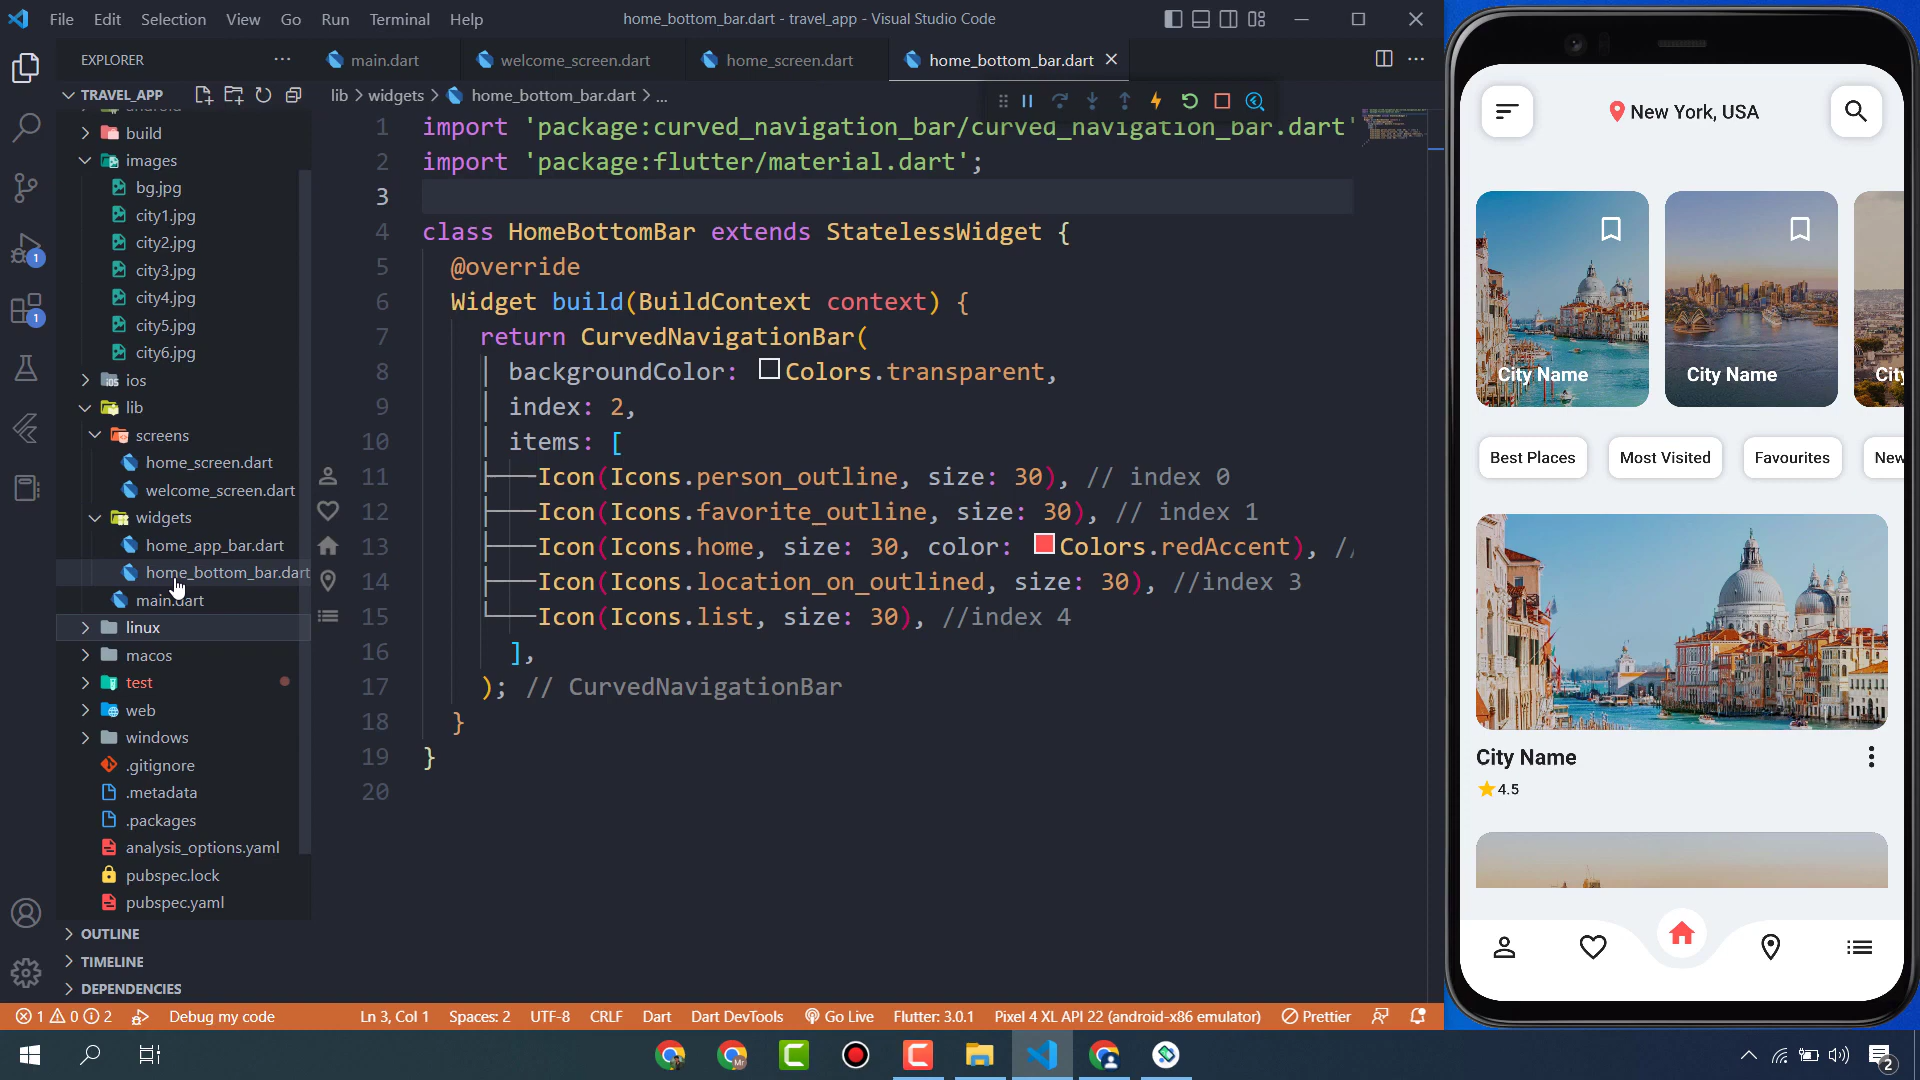 File Edit Selection View Go Run Terminal Help
home_bottom_bar.dart - travel_app - Visual Studio Code
EXPLORER
main.dart
welcome_screen.dart
home_screen.dart
home_bottom_bar.dart
TRAVEL_APP
lib > widgets > home_bottom_bar.dart > ...
build
images
bg.jpg
city1.jpg
city2.jpg
city3.jpg
city4.jpg
city5.jpg
city6.jpg
ios
lib
screens
home_screen.dart
welcome_screen.dart
widgets
home_app_bar.dart
home_bottom_bar.dart
main.dart
linux
macos
test
web
windows
.gitignore
.metadata
.packages
analysis_options.yaml
pubspec.lock
pubspec.yaml
OUTLINE
TIMELINE
DEPENDENCIES
1
1
1 import 'package:curved_navigation_bar/curved_navigation_bar.dart'
2 import 'package:flutter/material.dart';
3
4 class HomeBottomBar extends StatelessWidget {
5 @override
6 Widget build(BuildContext context) {
7 return CurvedNavigationBar(
8 backgroundColor: Colors.transparent,
9 index: 2,
10 items: [
11 Icon(Icons.person_outline, size: 30), // index 0
12 Icon(Icons.favorite_outline, size: 30), // index 1
13 Icon(Icons.home, size: 30, color: Colors.redAccent), //
14 Icon(Icons.location_on_outlined, size: 30), //index 3
15 Icon(Icons.list, size: 30), //index 4
16 ],
17 ); // CurvedNavigationBar
18 }
19 }
20
1 0 2 Debug my code Ln 3, Col 1 Spaces: 2 UTF-8 CRLF Dart Dart DevTools Go Live Flutter: 3.0.1 Pixel 4 XL API 22 (android-x86 emulator) Prettier
New York, USA
City Name
City Name
City
Best Places
Most Visited
Favourites
New
City Name
4.5
2